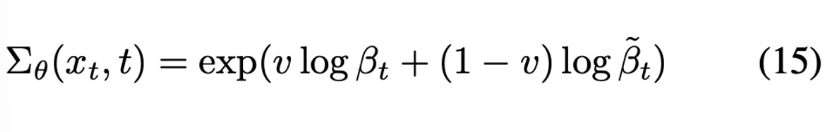 Σ_θ(x_t, t) = exp(v log β_t + (1 − v) log β̃_t) (15)